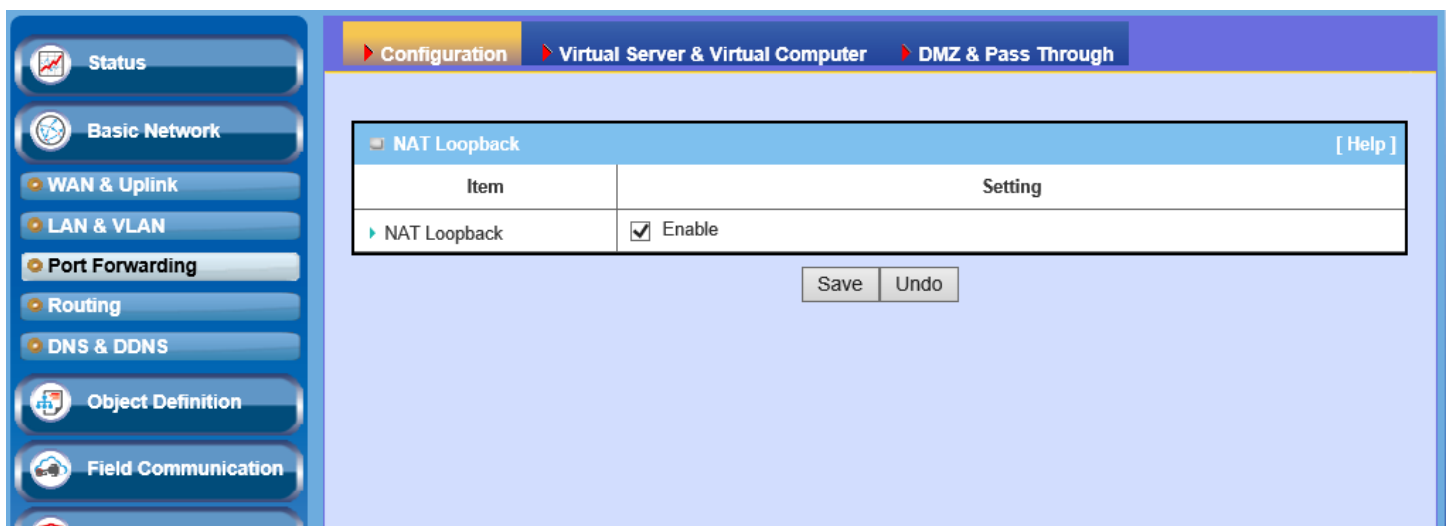 Status
Basic Network
WAN & Uplink
LAN & VLAN
Port Forwarding
Routing
DNS & DDNS
Object Definition
Field Communication
Configuration Virtual Server & Virtual Computer DMZ & Pass Through
NAT Loopback [ Help ]
Item Setting
NAT Loopback Enable
Save Undo